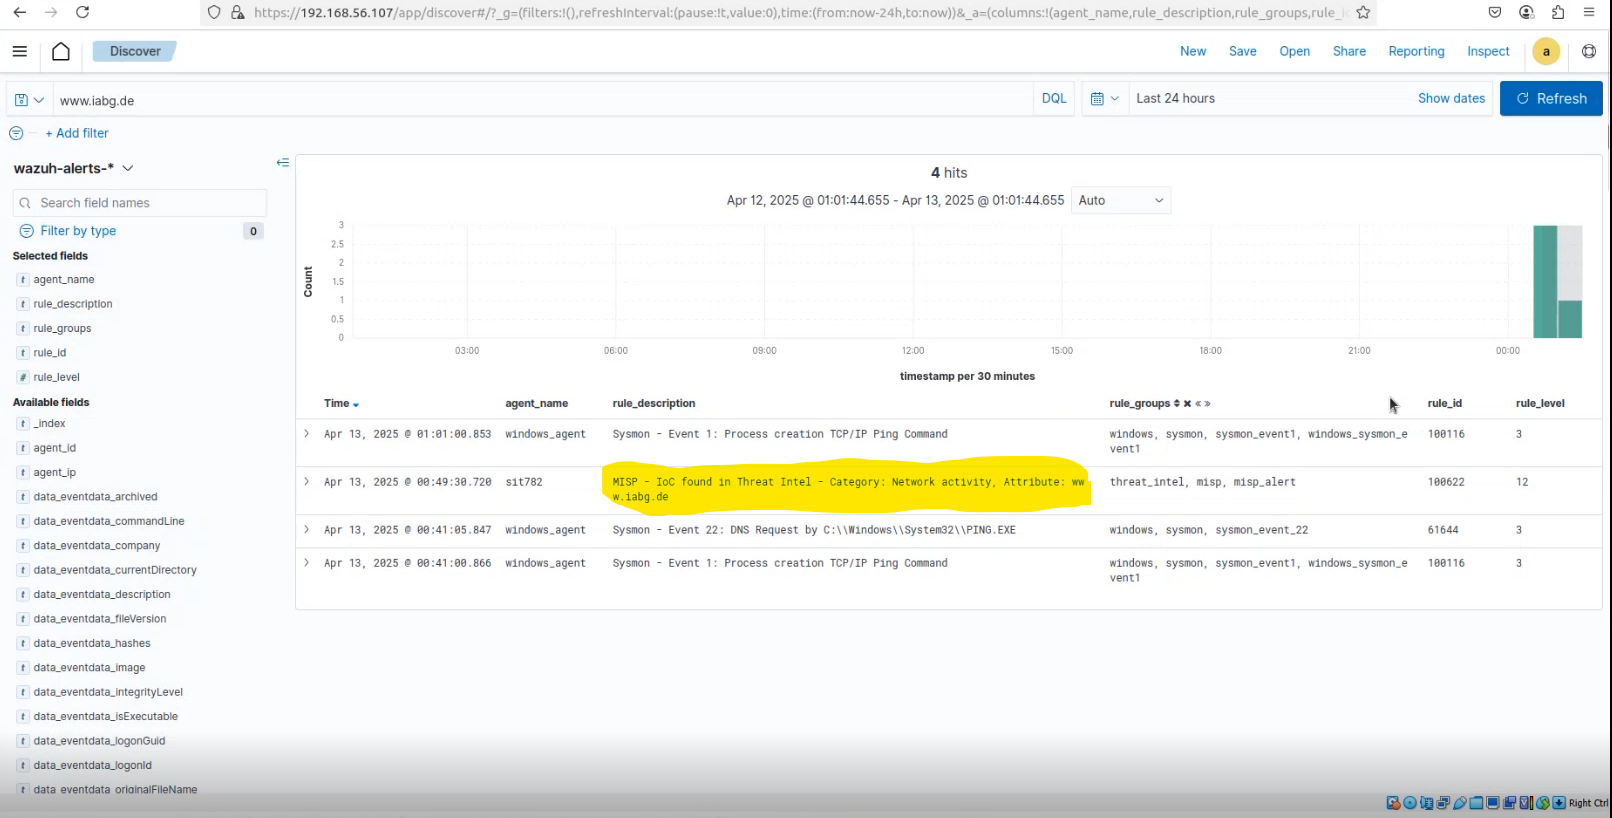 https://192.168.56.107/app/discover#/?_g=(filters:!(),refreshInterval:(pause:!t,value:0),time:(from:now-24h,to:now))&_a=(columns:!(agent_name,rule_description,rule_groups,rule_
Discover
New Save Open Share Reporting Inspect a
www.iabg.de DQL Last 24 hours Show dates Refresh
+ Add filter
wazuh-alerts-*
Search field names
Filter by type 0
Selected fields
t agent_name
t rule_description
t rule_groups
t rule_id
# rule_level
Available fields
t _index
t agent_id
t agent_ip
t data_eventdata_archived
t data_eventdata_commandLine
t data_eventdata_company
t data_eventdata_currentDirectory
t data_eventdata_description
t data_eventdata_fileVersion
t data_eventdata_hashes
t data_eventdata_image
t data_eventdata_integrityLevel
t data_eventdata_isExecutable
t data_eventdata_logonGuid
t data_eventdata_logonId
t data_eventdata_originalFileName
4 hits
Apr 12, 2025 @ 01:01:44.655 - Apr 13, 2025 @ 01:01:44.655 Auto
Count
3
2.5
2
1.5
1
0.5
0
03:00 06:00 09:00 12:00 15:00 18:00 21:00 00:00
timestamp per 30 minutes
Time agent_name rule_description rule_groups rule_id rule_level
Apr 13, 2025 @ 01:01:00.853 windows_agent Sysmon - Event 1: Process creation TCP/IP Ping Command windows, sysmon, sysmon_event1, windows_sysmon_e 100116 3
vent1
Apr 13, 2025 @ 00:49:30.720 sit782 MISP - IoC found in Threat Intel - Category: Network activity, Attribute: ww threat_intel, misp, misp_alert 100622 12
w.iabg.de
Apr 13, 2025 @ 00:41:05.847 windows_agent Sysmon - Event 22: DNS Request by C:\\Windows\\System32\\PING.EXE windows, sysmon, sysmon_event_22 61644 3
Apr 13, 2025 @ 00:41:00.866 windows_agent Sysmon - Event 1: Process creation TCP/IP Ping Command windows, sysmon, sysmon_event1, windows_sysmon_e 100116 3
vent1
Right Ctrl